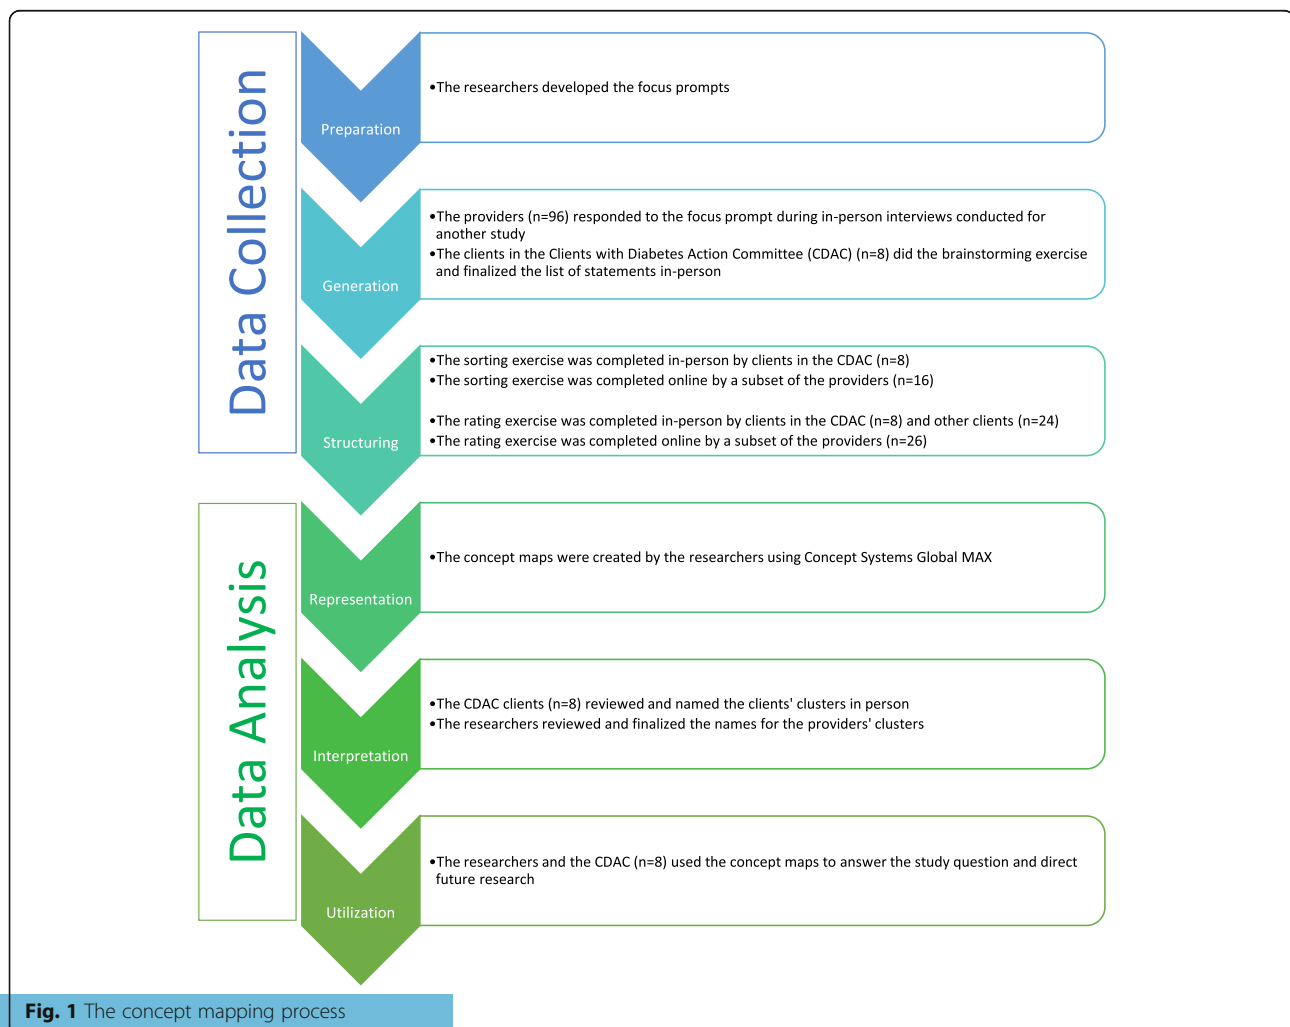 Data Collection
Preparation
•The researchers developed the focus prompts
Generation
•The providers (n=96) responded to the focus prompt during in-person interviews conducted for
another study
•The clients in the Clients with Diabetes Action Committee (CDAC) (n=8) did the brainstorming exercise
and finalized the list of statements in-person
Structuring
•The sorting exercise was completed in-person by clients in the CDAC (n=8)
•The sorting exercise was completed online by a subset of the providers (n=16)
•The rating exercise was completed in-person by clients in the CDAC (n=8) and other clients (n=24)
•The rating exercise was completed online by a subset of the providers (n=26)
Data Analysis
Representation
•The concept maps were created by the researchers using Concept Systems Global MAX
Interpretation
•The CDAC clients (n=8) reviewed and named the clients' clusters in person
•The researchers reviewed and finalized the names for the providers' clusters
Utilization
•The researchers and the CDAC (n=8) used the concept maps to answer the study question and direct
future research
Fig. 1 The concept mapping process